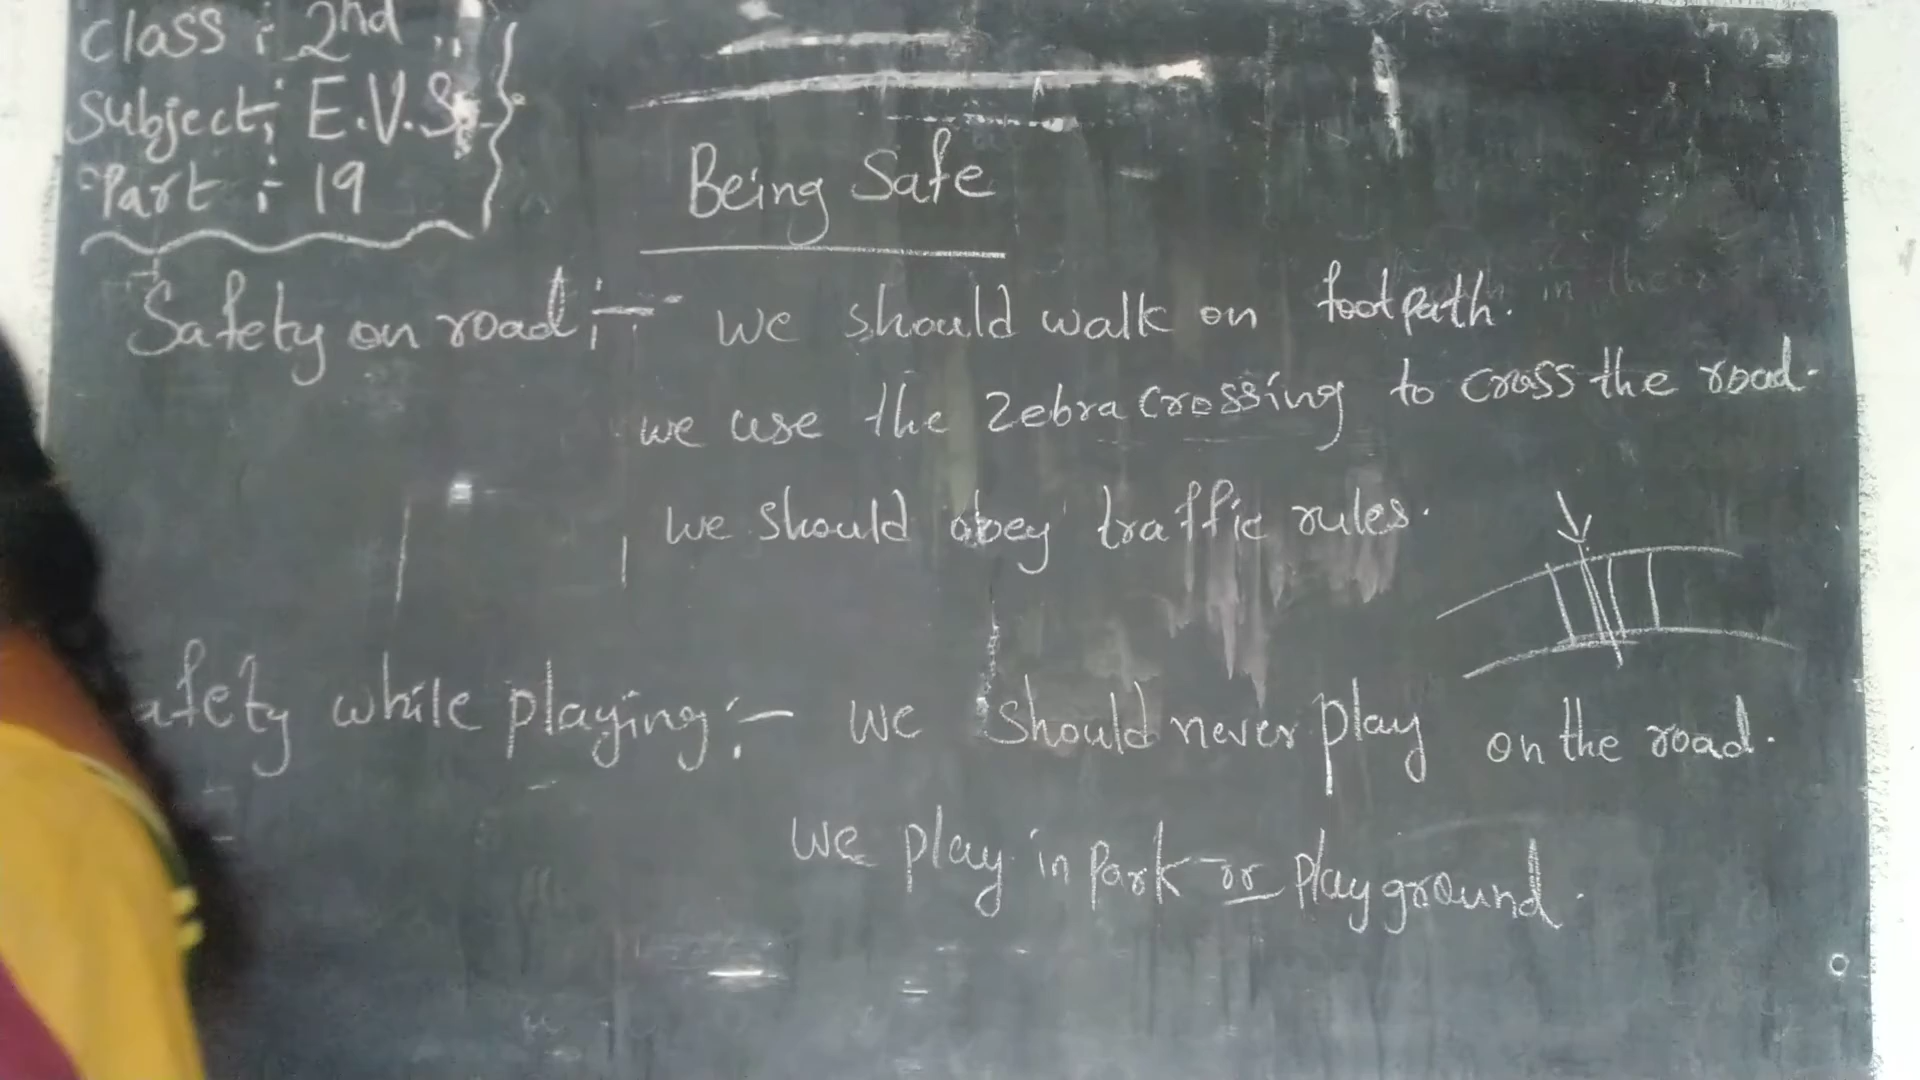 Class :- 2nd
Subject :- E.V.S
Part :- 19
Being Safe
Safety on road :- we should walk on footpath.
we use the zebra crossing to cross the road.
we should obey traffic rules.
afety while playing :- we should never play on the road.
we play in park or playground.